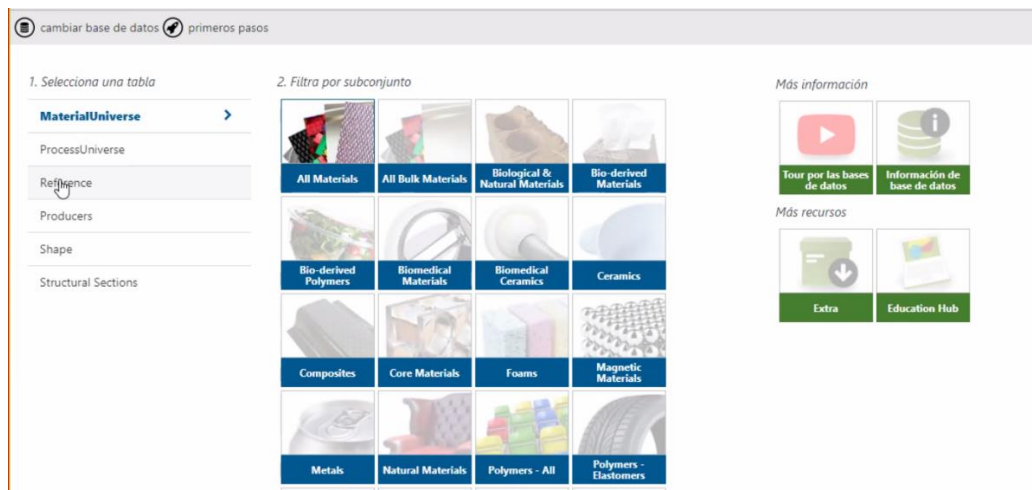 cambiar base de datos primeros pasos
1. Selecciona una tabla
MaterialUniverse
ProcessUniverse
Reference
Producers
Shape
Structural Sections
2. Filtra por subconjunto
All Materials
All Bulk Materials
Biological &
Natural Materials
Bio-derived
Materials
Bio-derived
Polymers
Biomedical
Materials
Biomedical
Ceramics
Ceramics
Composites
Core Materials
Foams
Magnetic
Materials
Metals
Natural Materials
Polymers - All
Polymers -
Elastomers
Más información
Tour por las bases
de datos
Información de
base de datos
Más recursos
Extra
Education Hub